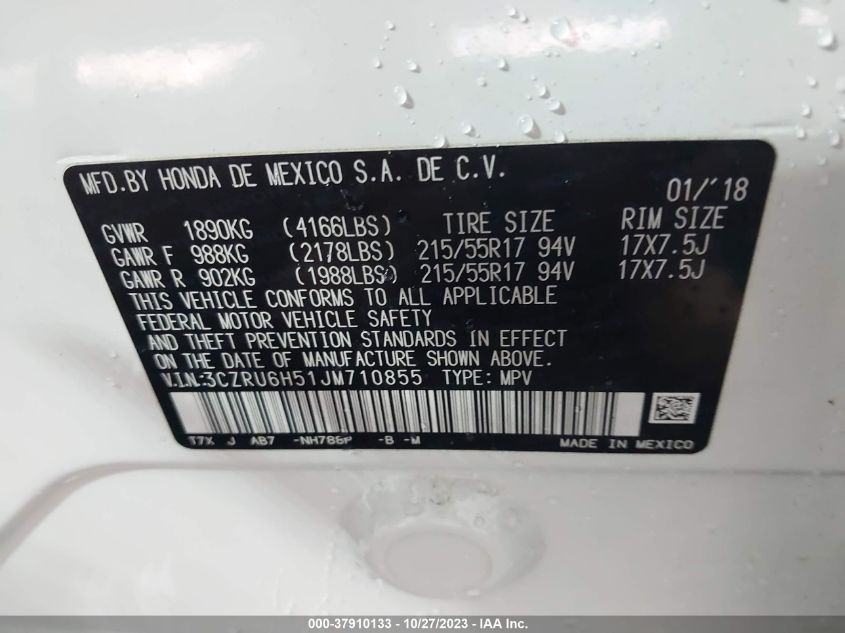 MFD.BY HONDA DE MEXICO S.A. DE C.V. 01/'18
GVWR 1890KG (4166LBS) TIRE SIZE RIM SIZE
GAWR F 988KG (2178LBS) 215/55R17 94V 17X7.5J
GAWR R 902KG (1988LBS) 215/55R17 94V 17X7.5J
THIS VEHICLE CONFORMS TO ALL APPLICABLE
FEDERAL MOTOR VEHICLE SAFETY
AND THEFT PREVENTION STANDARDS IN EFFECT
ON THE DATE OF MANUFACTURE SHOWN ABOVE.
V.I.N:3CZRU6H51JM710855 TYPE: MPV
T7X J AB7 -NH788P -B -M MADE IN MEXICO
000-37910133 - 10/27/2023 - IAA Inc.